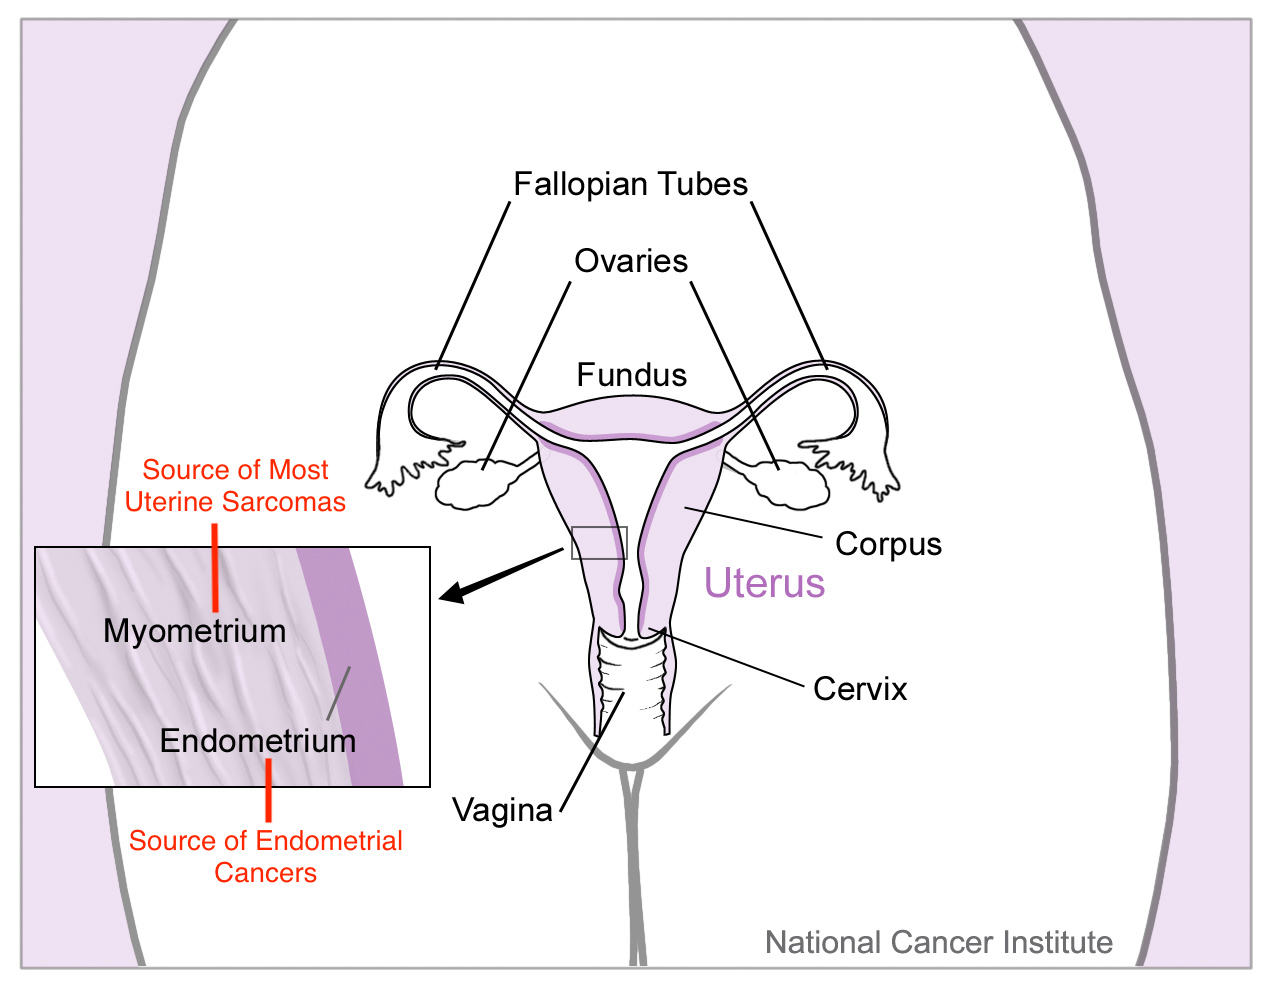 Fallopian Tubes
Ovaries
Fundus
Source of Most
Uterine Sarcomas
Corpus
Uterus
Myometrium
Cervix
Endometrium
Vagina
Source of Endometrial
Cancers
National Cancer Institute